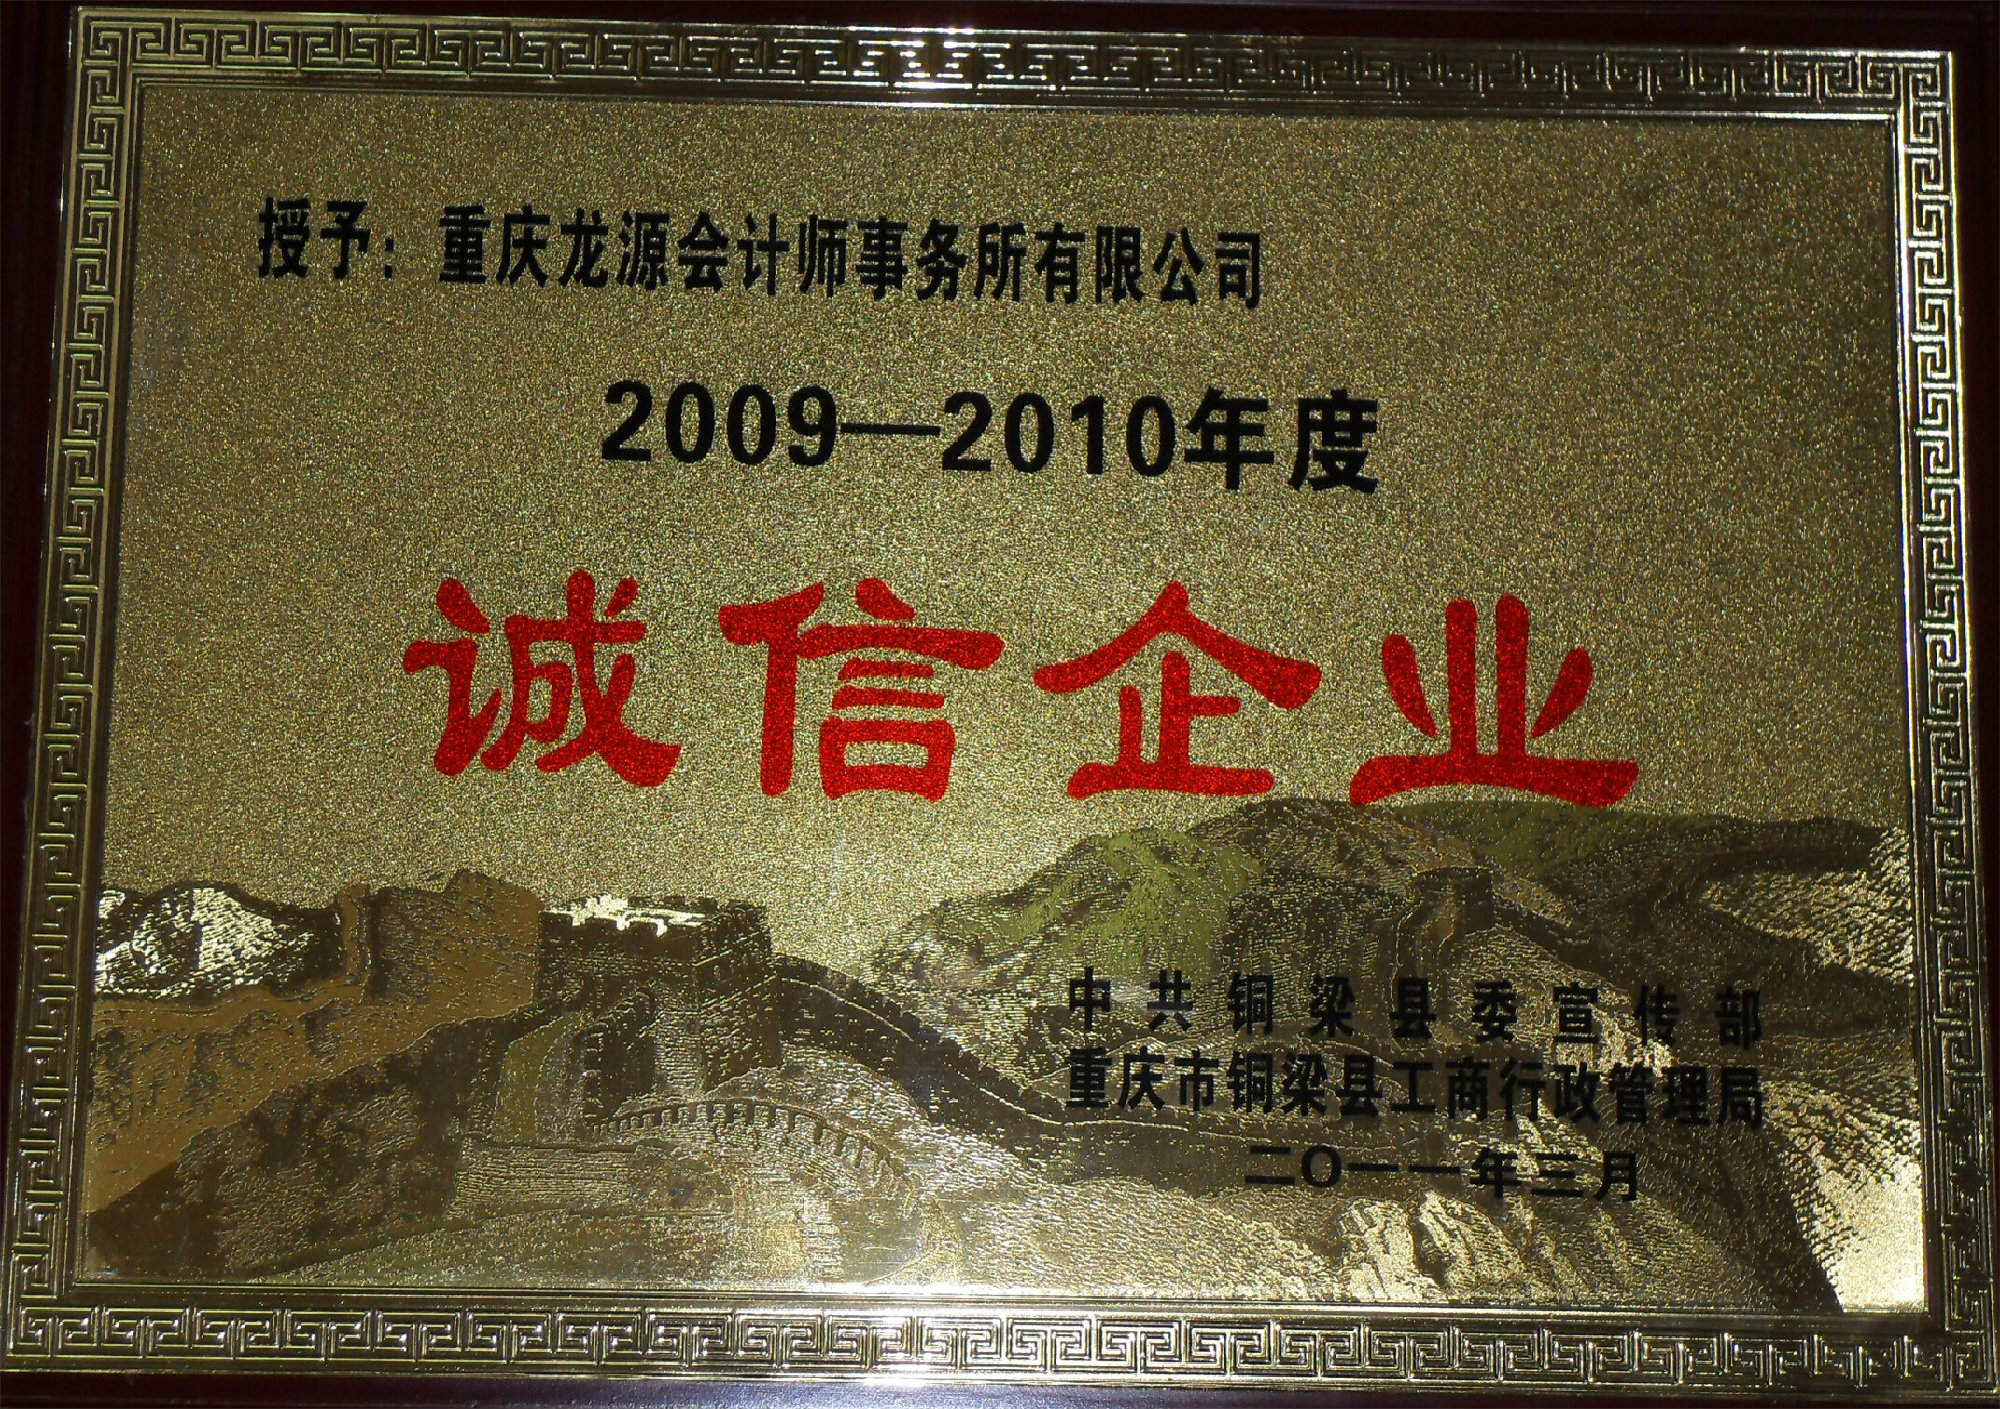 授予：重庆龙源会计师事务所有限公司
2009—2010年度
诚信企业
中共铜梁县委宣传部
重庆市铜梁县工商行政管理局
二〇一一年三月